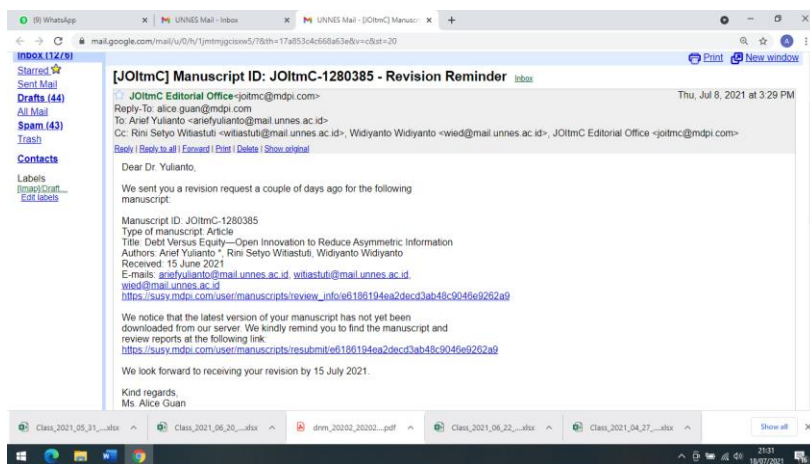 (9) WhatsApp
UNNES Mail - Inbox
UNNES Mail - [JOItmC] Manuscr
mail.google.com/mail/u/0/h/1jmtmjgcisxw5/?&th=17a853c4c668a63e&v=c&st=20
Inbox (1276)
Starred
Sent Mail
Drafts (44)
All Mail
Spam (43)
Trash
Contacts
Labels
[Imap]/Draft...
Edit labels
Print New window
[JOItmC] Manuscript ID: JOItmC-1280385 - Revision Reminder Inbox
JOItmC Editorial Office<joitmc@mdpi.com> Thu, Jul 8, 2021 at 3:29 PM
Reply-To: alice.guan@mdpi.com
To: Arief Yulianto <ariefyulianto@mail.unnes.ac.id>
Cc: Rini Setyo Witiastuti <witiastuti@mail.unnes.ac.id>, Widiyanto Widiyanto <wied@mail.unnes.ac.id>, JOItmC Editorial Office <joitmc@mdpi.com>
Reply | Reply to all | Forward | Print | Delete | Show original
Dear Dr. Yulianto,
We sent you a revision request a couple of days ago for the following
manuscript:
Manuscript ID: JOItmC-1280385
Type of manuscript: Article
Title: Debt Versus Equity—Open Innovation to Reduce Asymmetric Information
Authors: Arief Yulianto *, Rini Setyo Witiastuti, Widiyanto Widiyanto
Received: 15 June 2021
E-mails: ariefyulianto@mail.unnes.ac.id, witiastuti@mail.unnes.ac.id,
wied@mail.unnes.ac.id
https://susy.mdpi.com/user/manuscripts/review_info/e6186194ea2decd3ab48c9046e9262a9
We notice that the latest version of your manuscript has not yet been
downloaded from our server. We kindly remind you to find the manuscript and
review reports at the following link:
https://susy.mdpi.com/user/manuscripts/resubmit/e6186194ea2decd3ab48c9046e9262a9
We look forward to receiving your revision by 15 July 2021.
Kind regards,
Ms. Alice Guan
Class_2021_05_31_....xlsx
Class_2021_06_20_....xlsx
drnm_20202_20202....pdf
Class_2021_06_22_....xlsx
Class_2021_04_27_....xlsx
Show all
21:31
18/07/2021